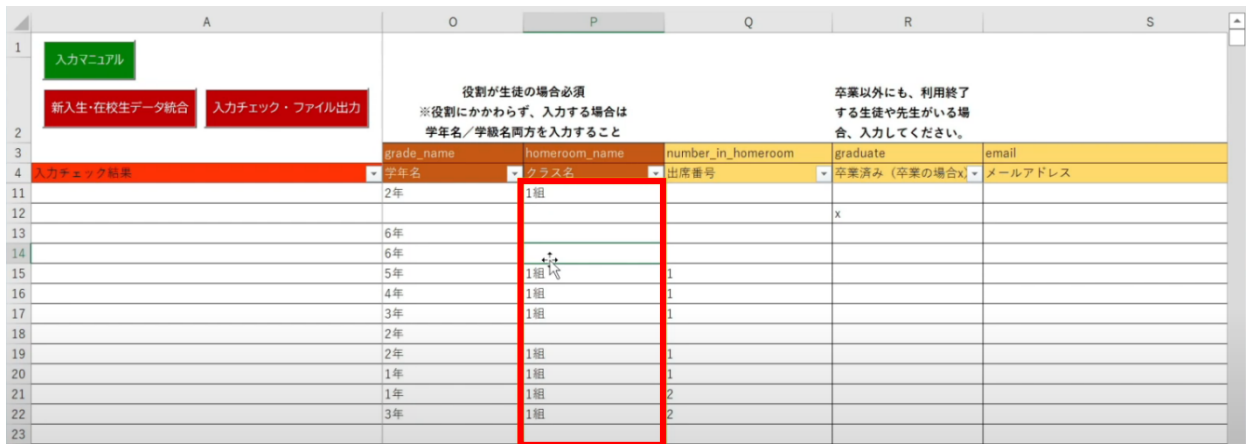 A O P Q R S
1
入力マニュアル
新入生・在校生データ統合 入力チェック・ファイル出力
役割が生徒の場合必須
※役割にかかわらず、入力する場合は
学年名／学級名両方を入力すること
卒業以外にも、利用終了
する生徒や先生がいる場
合、入力してください。
2
3 grade_name homeroom_name number_in_homeroom graduate email
4 入力チェック結果 学年名 クラス名 出席番号 卒業済み（卒業の場合x） メールアドレス
11 2年 1組
12 x
13 6年
14 6年
15 5年 1組 1
16 4年 1組 1
17 3年 1組 1
18 2年
19 2年 1組 1
20 1年 1組 1
21 1年 1組 2
22 3年 1組 2
23